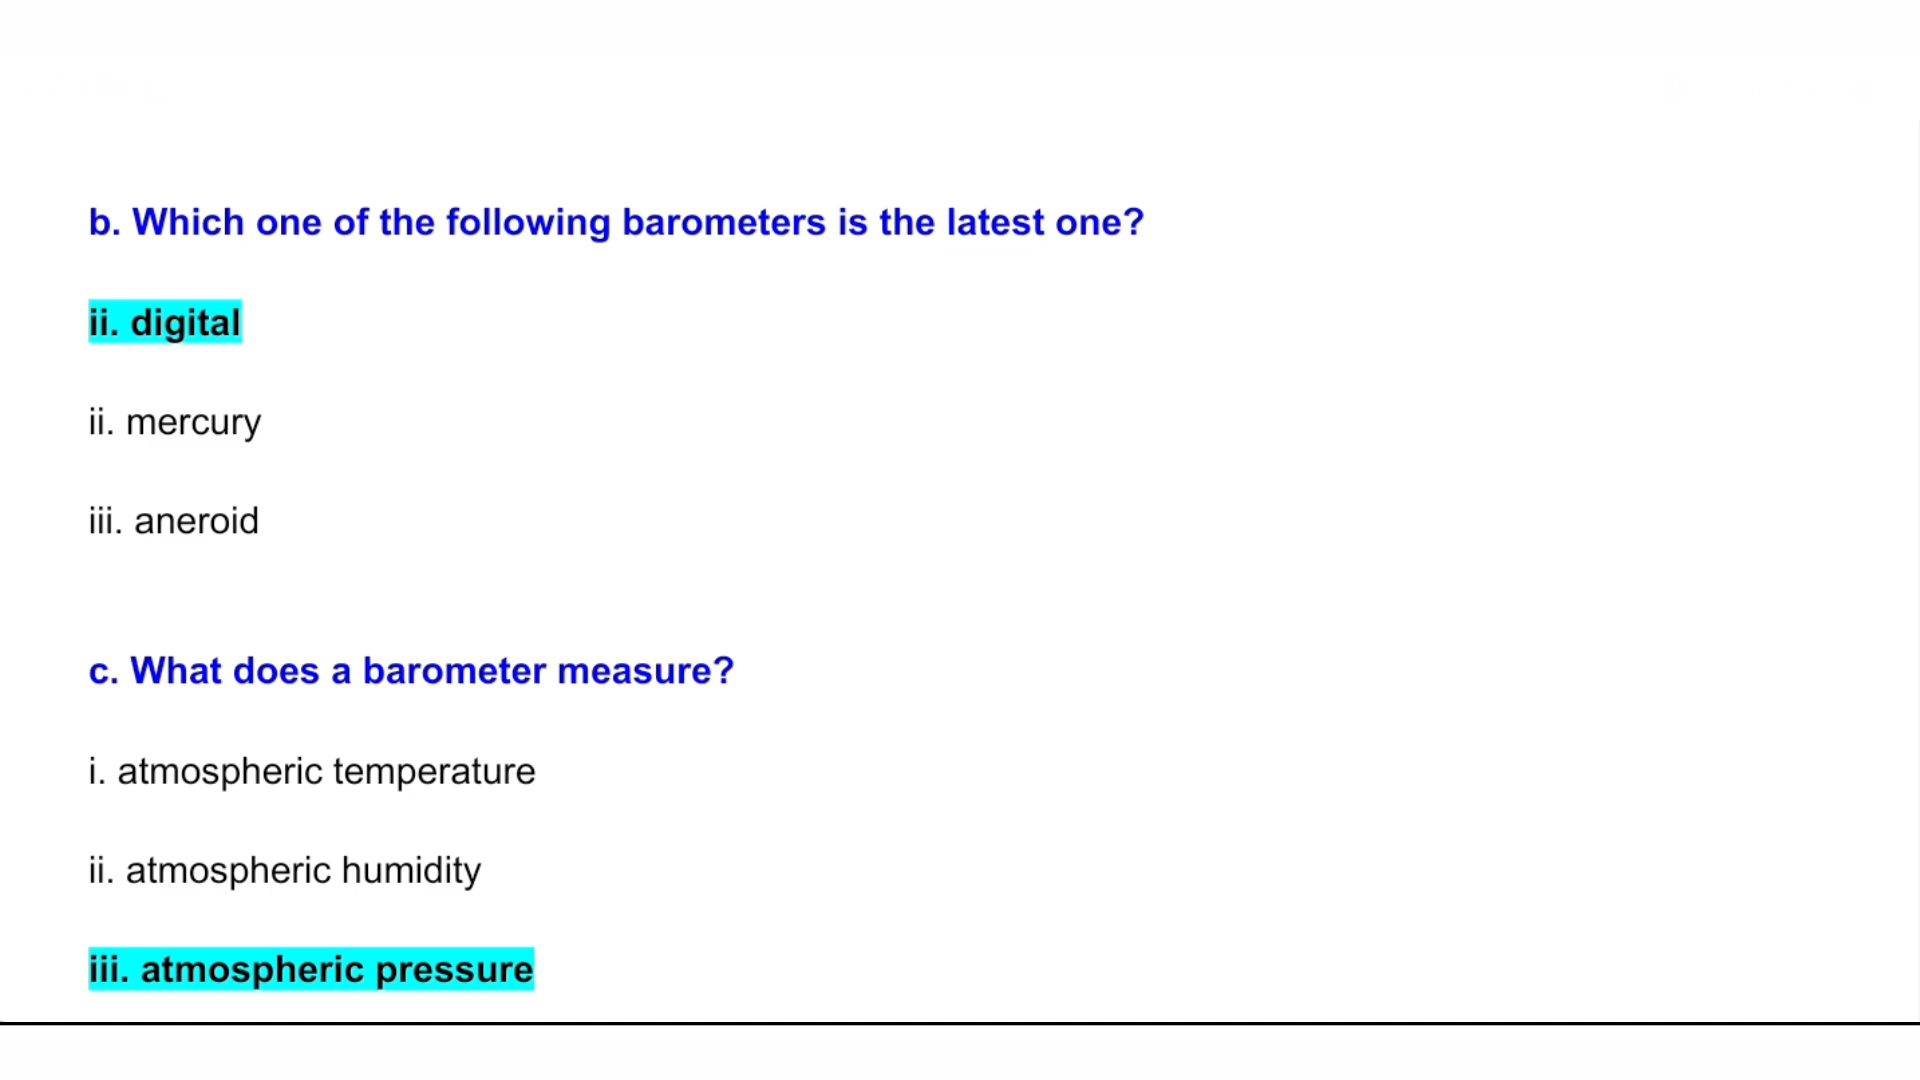 b. Which one of the following barometers is the latest one?
ii. digital
ii. mercury
iii. aneroid
c. What does a barometer measure?
i. atmospheric temperature
ii. atmospheric humidity
iii. atmospheric pressure